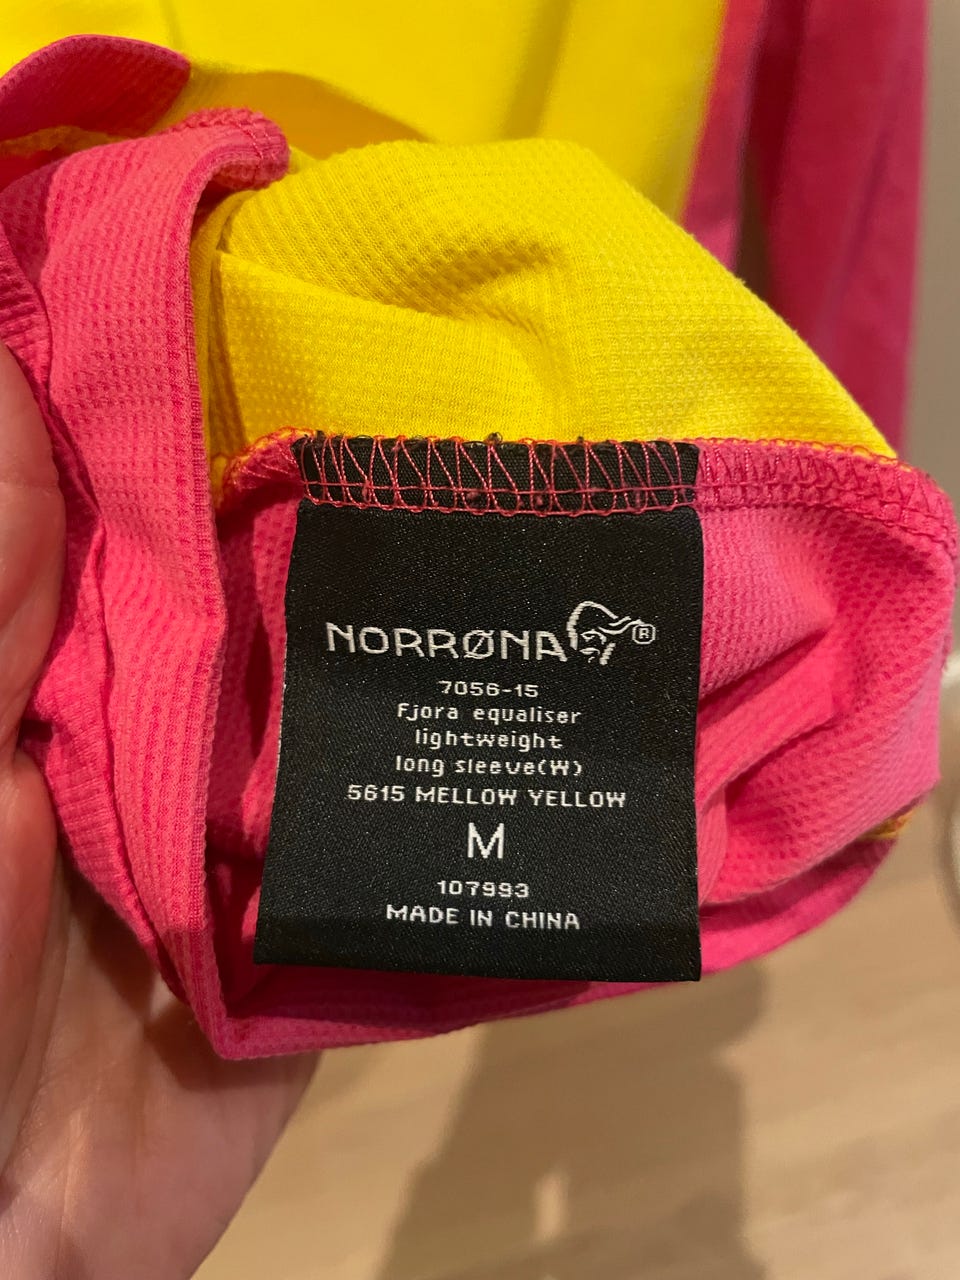 NORRØNA®
7056-15
Fjora equaliser
lightweight
long sleeve(W)
5615 MELLOW YELLOW
M
107993
MADE IN CHINA